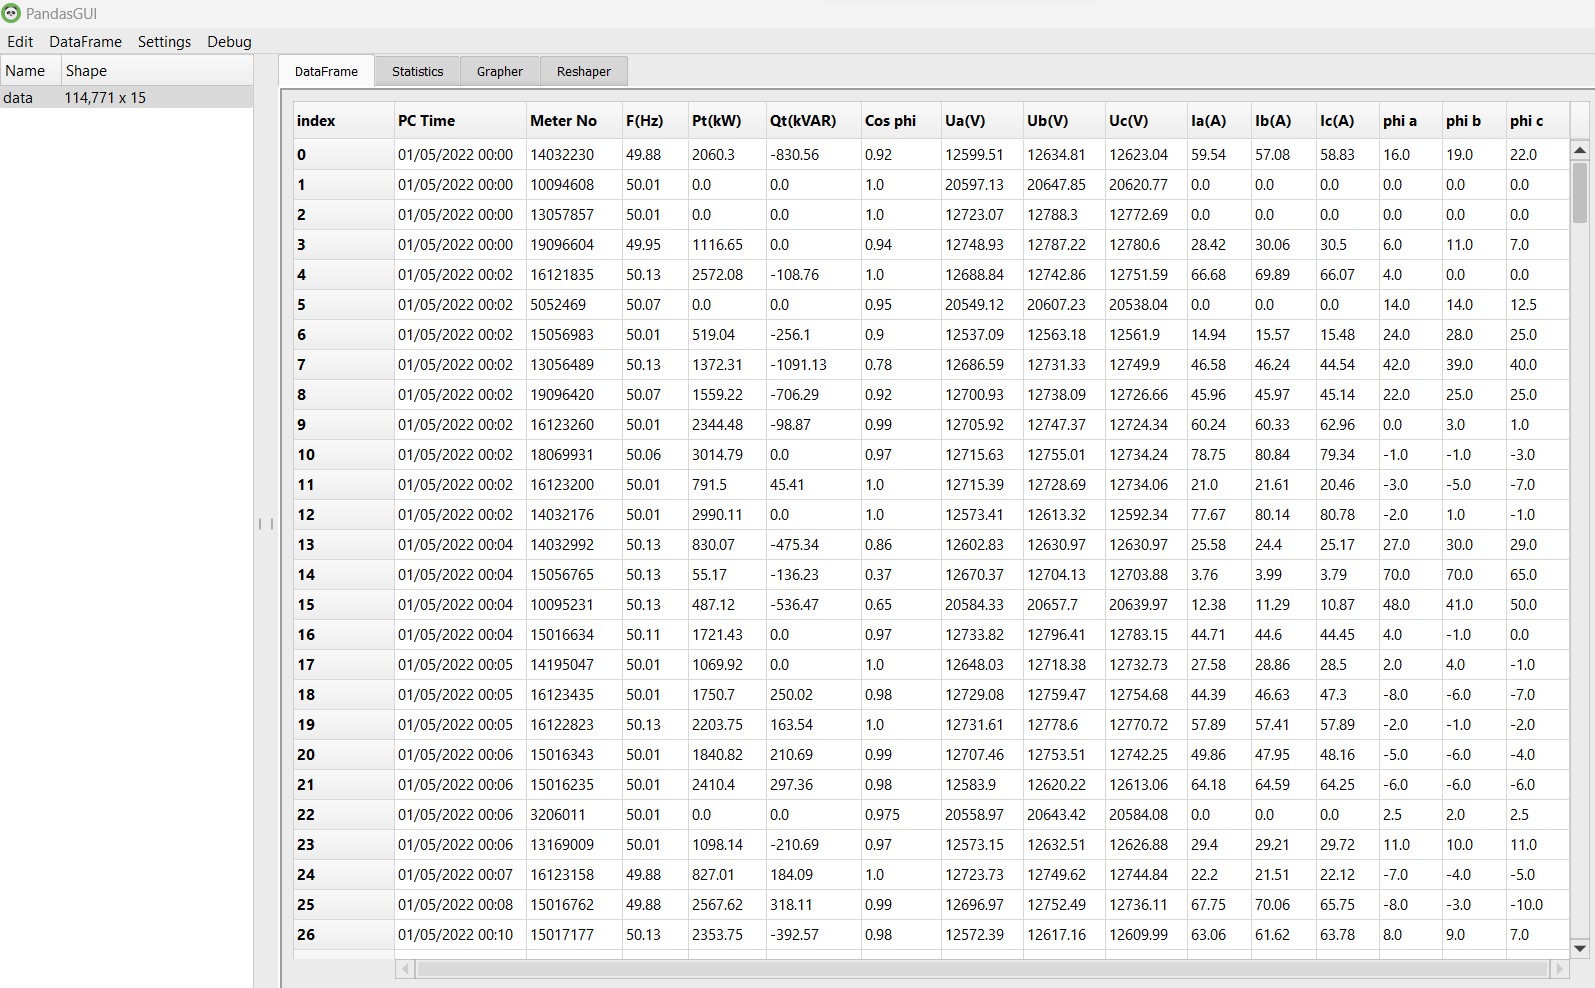 PandasGUI
Edit DataFrame Settings Debug
Name Shape
data 114,771 x 15
DataFrame Statistics Grapher Reshaper
index PC Time Meter No F(Hz) Pt(kW) Qt(kVAR) Cos phi Ua(V) Ub(V) Uc(V) Ia(A) Ib(A) Ic(A) phi a phi b phi c
0 01/05/2022 00:00 14032230 49.88 2060.3 -830.56 0.92 12599.51 12634.81 12623.04 59.54 57.08 58.83 16.0 19.0 22.0
1 01/05/2022 00:00 10094608 50.01 0.0 0.0 1.0 20597.13 20647.85 20620.77 0.0 0.0 0.0 0.0 0.0 0.0
2 01/05/2022 00:00 13057857 50.01 0.0 0.0 1.0 12723.07 12788.3 12772.69 0.0 0.0 0.0 0.0 0.0 0.0
3 01/05/2022 00:00 19096604 49.95 1116.65 0.0 0.94 12748.93 12787.22 12780.6 28.42 30.06 30.5 6.0 11.0 7.0
4 01/05/2022 00:02 16121835 50.13 2572.08 -108.76 1.0 12688.84 12742.86 12751.59 66.68 69.89 66.07 4.0 0.0 0.0
5 01/05/2022 00:02 5052469 50.07 0.0 0.0 0.95 20549.12 20607.23 20538.04 0.0 0.0 0.0 14.0 14.0 12.5
6 01/05/2022 00:02 15056983 50.01 519.04 -256.1 0.9 12537.09 12563.18 12561.9 14.94 15.57 15.48 24.0 28.0 25.0
7 01/05/2022 00:02 13056489 50.13 1372.31 -1091.13 0.78 12686.59 12731.33 12749.9 46.58 46.24 44.54 42.0 39.0 40.0
8 01/05/2022 00:02 19096420 50.07 1559.22 -706.29 0.92 12700.93 12738.09 12726.66 45.96 45.97 45.14 22.0 25.0 25.0
9 01/05/2022 00:02 16123260 50.01 2344.48 -98.87 0.99 12705.92 12747.37 12724.34 60.24 60.33 62.96 0.0 3.0 1.0
10 01/05/2022 00:02 18069931 50.06 3014.79 0.0 0.97 12715.63 12755.01 12734.24 78.75 80.84 79.34 -1.0 -1.0 -3.0
11 01/05/2022 00:02 16123200 50.01 791.5 45.41 1.0 12715.39 12728.69 12734.06 21.0 21.61 20.46 -3.0 -5.0 -7.0
12 01/05/2022 00:02 14032176 50.01 2990.11 0.0 1.0 12573.41 12613.32 12592.34 77.67 80.14 80.78 -2.0 1.0 -1.0
13 01/05/2022 00:04 14032992 50.13 830.07 -475.34 0.86 12602.83 12630.97 12630.97 25.58 24.4 25.17 27.0 30.0 29.0
14 01/05/2022 00:04 15056765 50.13 55.17 -136.23 0.37 12670.37 12704.13 12703.88 3.76 3.99 3.79 70.0 70.0 65.0
15 01/05/2022 00:04 10095231 50.13 487.12 -536.47 0.65 20584.33 20657.7 20639.97 12.38 11.29 10.87 48.0 41.0 50.0
16 01/05/2022 00:04 15016634 50.11 1721.43 0.0 0.97 12733.82 12796.41 12783.15 44.71 44.6 44.45 4.0 -1.0 0.0
17 01/05/2022 00:05 14195047 50.01 1069.92 0.0 1.0 12648.03 12718.38 12732.73 27.58 28.86 28.5 2.0 4.0 -1.0
18 01/05/2022 00:05 16123435 50.01 1750.7 250.02 0.98 12729.08 12759.47 12754.68 44.39 46.63 47.3 -8.0 -6.0 -7.0
19 01/05/2022 00:05 16122823 50.13 2203.75 163.54 1.0 12731.61 12778.6 12770.72 57.89 57.41 57.89 -2.0 -1.0 -2.0
20 01/05/2022 00:06 15016343 50.01 1840.82 210.69 0.99 12707.46 12753.51 12742.25 49.86 47.95 48.16 -5.0 -6.0 -4.0
21 01/05/2022 00:06 15016235 50.01 2410.4 297.36 0.98 12583.9 12620.22 12613.06 64.18 64.59 64.25 -6.0 -6.0 -6.0
22 01/05/2022 00:06 3206011 50.01 0.0 0.0 0.975 20558.97 20643.42 20584.08 0.0 0.0 0.0 2.5 2.0 2.5
23 01/05/2022 00:06 13169009 50.01 1098.14 -210.69 0.97 12573.15 12632.51 12626.88 29.4 29.21 29.72 11.0 10.0 11.0
24 01/05/2022 00:07 16123158 49.88 827.01 184.09 1.0 12723.73 12749.62 12744.84 22.2 21.51 22.12 -7.0 -4.0 -5.0
25 01/05/2022 00:08 15016762 49.88 2567.62 318.11 0.99 12696.97 12752.49 12736.11 67.75 70.06 65.75 -8.0 -3.0 -10.0
26 01/05/2022 00:10 15017177 50.13 2353.75 -392.57 0.98 12572.39 12617.16 12609.99 63.06 61.62 63.78 8.0 9.0 7.0